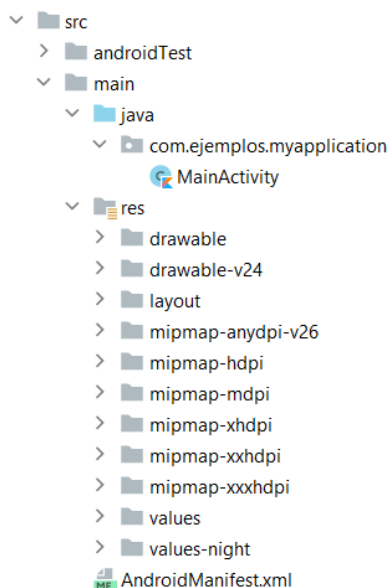 src
androidTest
main
java
com.ejemplos.myapplication
MainActivity
res
drawable
drawable-v24
layout
mipmap-anydpi-v26
mipmap-hdpi
mipmap-mdpi
mipmap-xhdpi
mipmap-xxhdpi
mipmap-xxxhdpi
values
values-night
AndroidManifest.xml